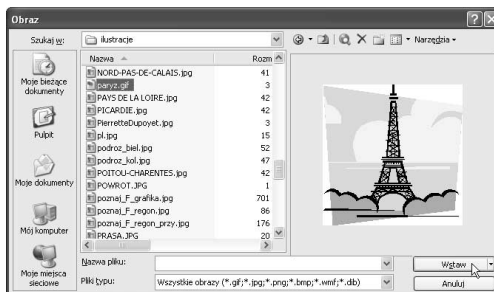 Obraz
Szukaj w:
ilustracje
Narzędzia
Nazwa
Rozm
NORD-PAS-DE-CALAIS.jpg 41
paryz.gif 3
PAYS DE LA LOIRE.jpg 42
PICARDIE.jpg 42
PierretteDupoyet.jpg 3
pl.jpg 15
podroz_biel.jpg 52
podroz_kol.jpg 47
POITOU-CHARENTES.jpg 42
POWROT.JPG 1
poznaj_F_grafika.jpg 701
poznaj_F_regon.jpg 86
poznaj_F_regon_przy.jpg 176
PRASA.JPG 20
Moje bieżące
dokumenty
Pulpit
Moje dokumenty
Mój komputer
Moje miejsca
sieciowe
Nazwa pliku:
Wstaw
Pliki typu:
Wszystkie obrazy (*.gif;*.jpg;*.png;*.bmp;*.wmf;*.dib)
Anuluj